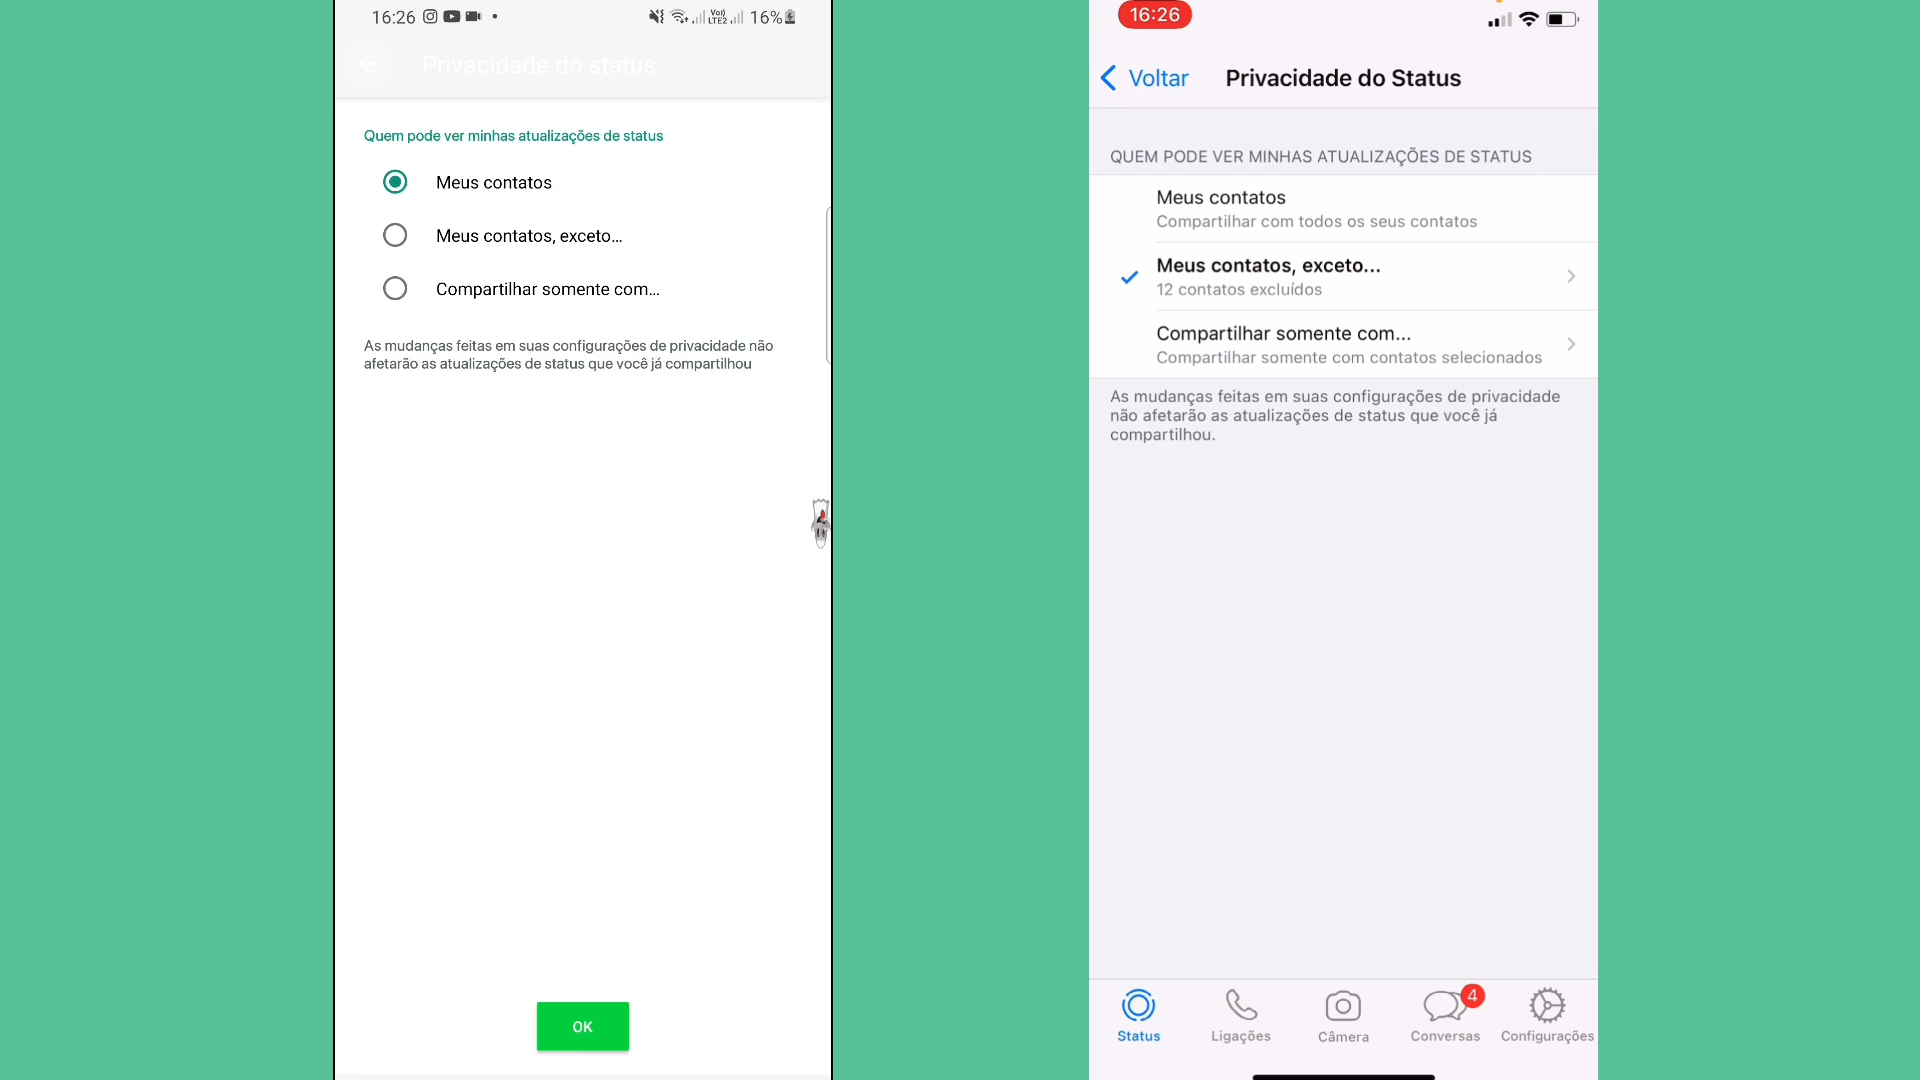 16:26
Vo)) LTE2
16%
Privacidade do status
Quem pode ver minhas atualizações de status
Meus contatos
Meus contatos, exceto...
Compartilhar somente com...
As mudanças feitas em suas configurações de privacidade não
afetarão as atualizações de status que você já compartilhou
OK
16:26
Voltar
Privacidade do Status
QUEM PODE VER MINHAS ATUALIZAÇÕES DE STATUS
Meus contatos
Compartilhar com todos os seus contatos
Meus contatos, exceto...
12 contatos excluídos
Compartilhar somente com...
Compartilhar somente com contatos selecionados
As mudanças feitas em suas configurações de privacidade
não afetarão as atualizações de status que você já
compartilhou.
4
Status
Ligações
Câmera
Conversas
Configurações